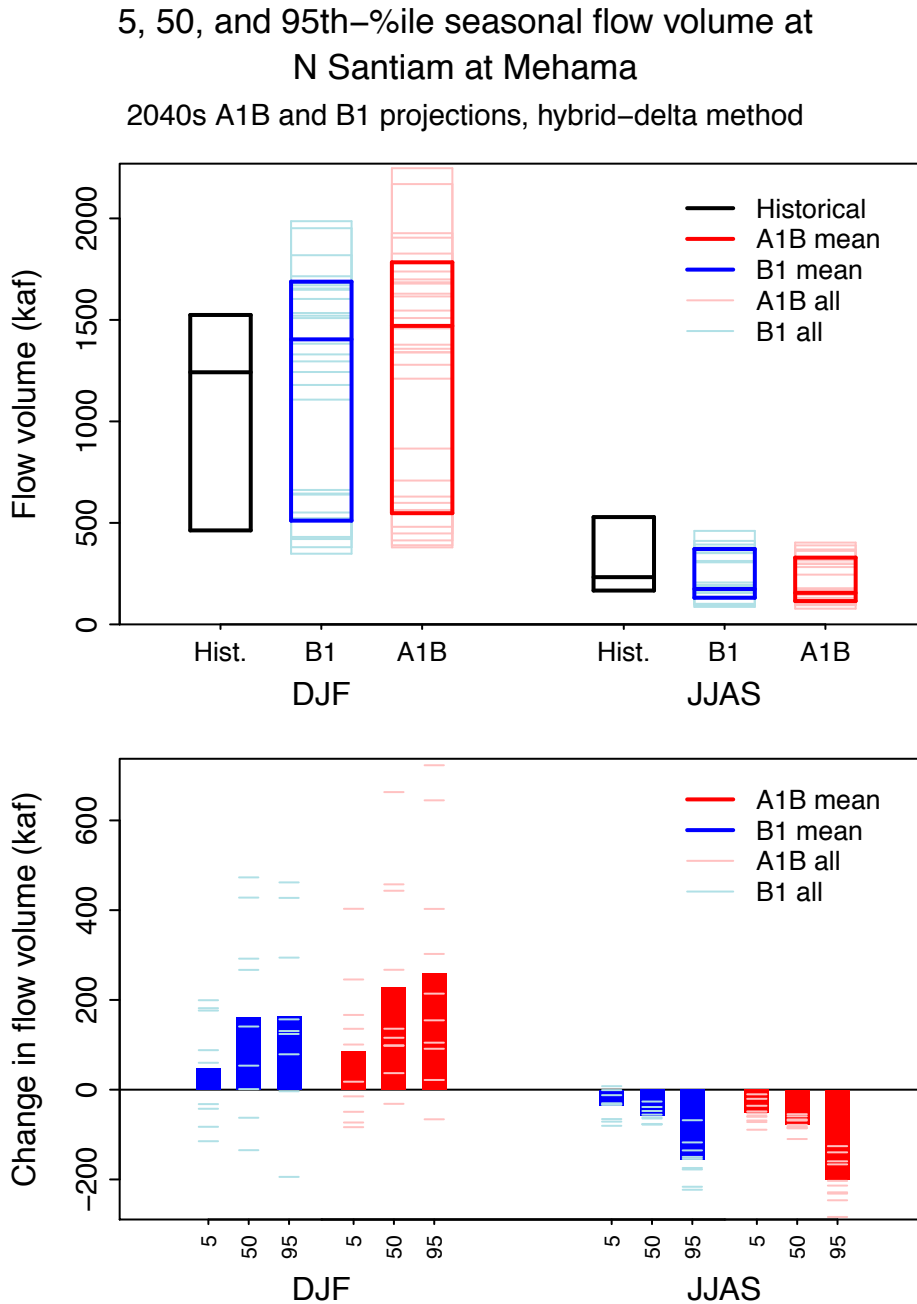 5, 50, and 95th−%ile seasonal flow volume at
N Santiam at Mehama
2040s A1B and B1 projections, hybrid−delta method
Flow volume (kaf)
2000
1500
1000
500
0
Historical
A1B mean
B1 mean
A1B all
B1 all
Hist. B1 A1B Hist. B1 A1B
DJF JJAS
Change in flow volume (kaf)
600
400
200
0
−200
A1B mean
B1 mean
A1B all
B1 all
5 50 95 5 50 95 5 50 95 5 50 95
DJF JJAS